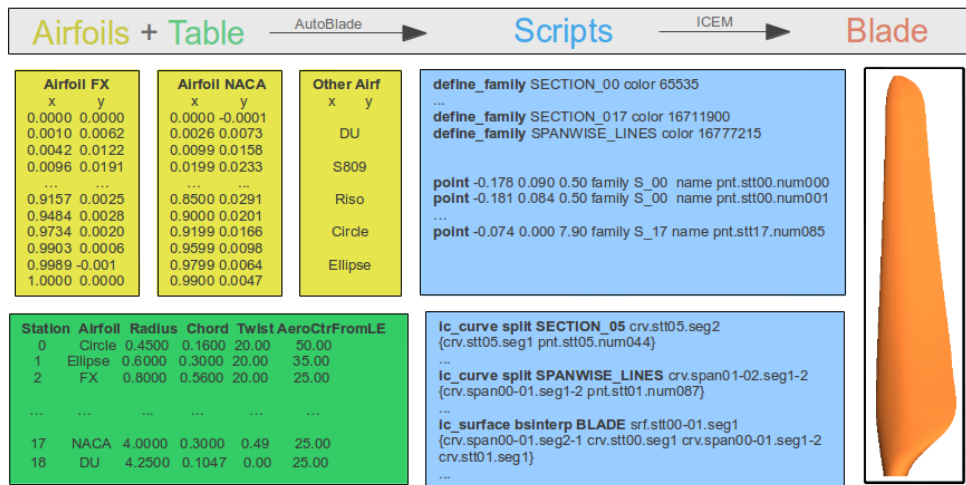 Airfoils + Table AutoBlade Scripts ICEM Blade
Airfoil FX
x y
0.0000 0.0000
0.0010 0.0062
0.0042 0.0122
0.0096 0.0191
... ...
0.9157 0.0025
0.9484 0.0028
0.9734 0.0020
0.9903 0.0006
0.9989 -0.001
1.0000 0.0000
Airfoil NACA
x y
0.0000 -0.0001
0.0026 0.0073
0.0099 0.0158
0.0199 0.0233
... ...
0.8500 0.0291
0.9000 0.0201
0.9199 0.0166
0.9599 0.0098
0.9799 0.0064
0.9900 0.0047
Other Airf
x y
DU
S809
Riso
Circle
Ellipse
define_family SECTION_00 color 65535
...
define_family SECTION_017 color 16711900
define_family SPANWISE_LINES color 16777215
point -0.178 0.090 0.50 family S_00 name pnt.stt00.num000
point -0.181 0.084 0.50 family S_00 name pnt.stt00.num001
...
point -0.074 0.000 7.90 family S_17 name pnt.stt17.num085
Station Airfoil Radius Chord Twist AeroCtrFromLE
0 Circle 0.4500 0.1600 20.00 50.00
1 Ellipse 0.6000 0.3000 20.00 35.00
2 FX 0.8000 0.5600 20.00 25.00
... ... ... ... ... ...
17 NACA 4.0000 0.3000 0.49 25.00
18 DU 4.2500 0.1047 0.00 25.00
ic_curve split SECTION_05 crv.stt05.seg2
{crv.stt05.seg1 pnt.stt05.num044}
...
ic_curve split SPANWISE_LINES crv.span01-02.seg1-2
{crv.span00-01.seg1-2 pnt.stt01.num087}
...
ic_surface bsinterp BLADE srf.stt00-01.seg1
{crv.span00-01.seg2-1 crv.stt00.seg1 crv.span00-01.seg1-2
crv.stt01.seg1}
...